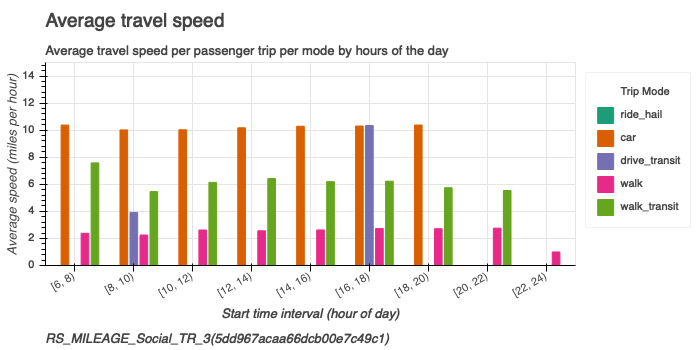 Average travel speed
Average travel speed per passenger trip per mode by hours of the day
Average speed (miles per hour)
14
12
10
8
6
4
2
0
[6, 8)
[8, 10)
[10, 12)
[12, 14)
[14, 16)
[16, 18)
[18, 20)
[20, 22)
[22, 24)
Start time interval (hour of day)
Trip Mode
ride_hail
car
drive_transit
walk
walk_transit
RS_MILEAGE_Social_TR_3(5dd967acaa66dcb00e7c49c1)